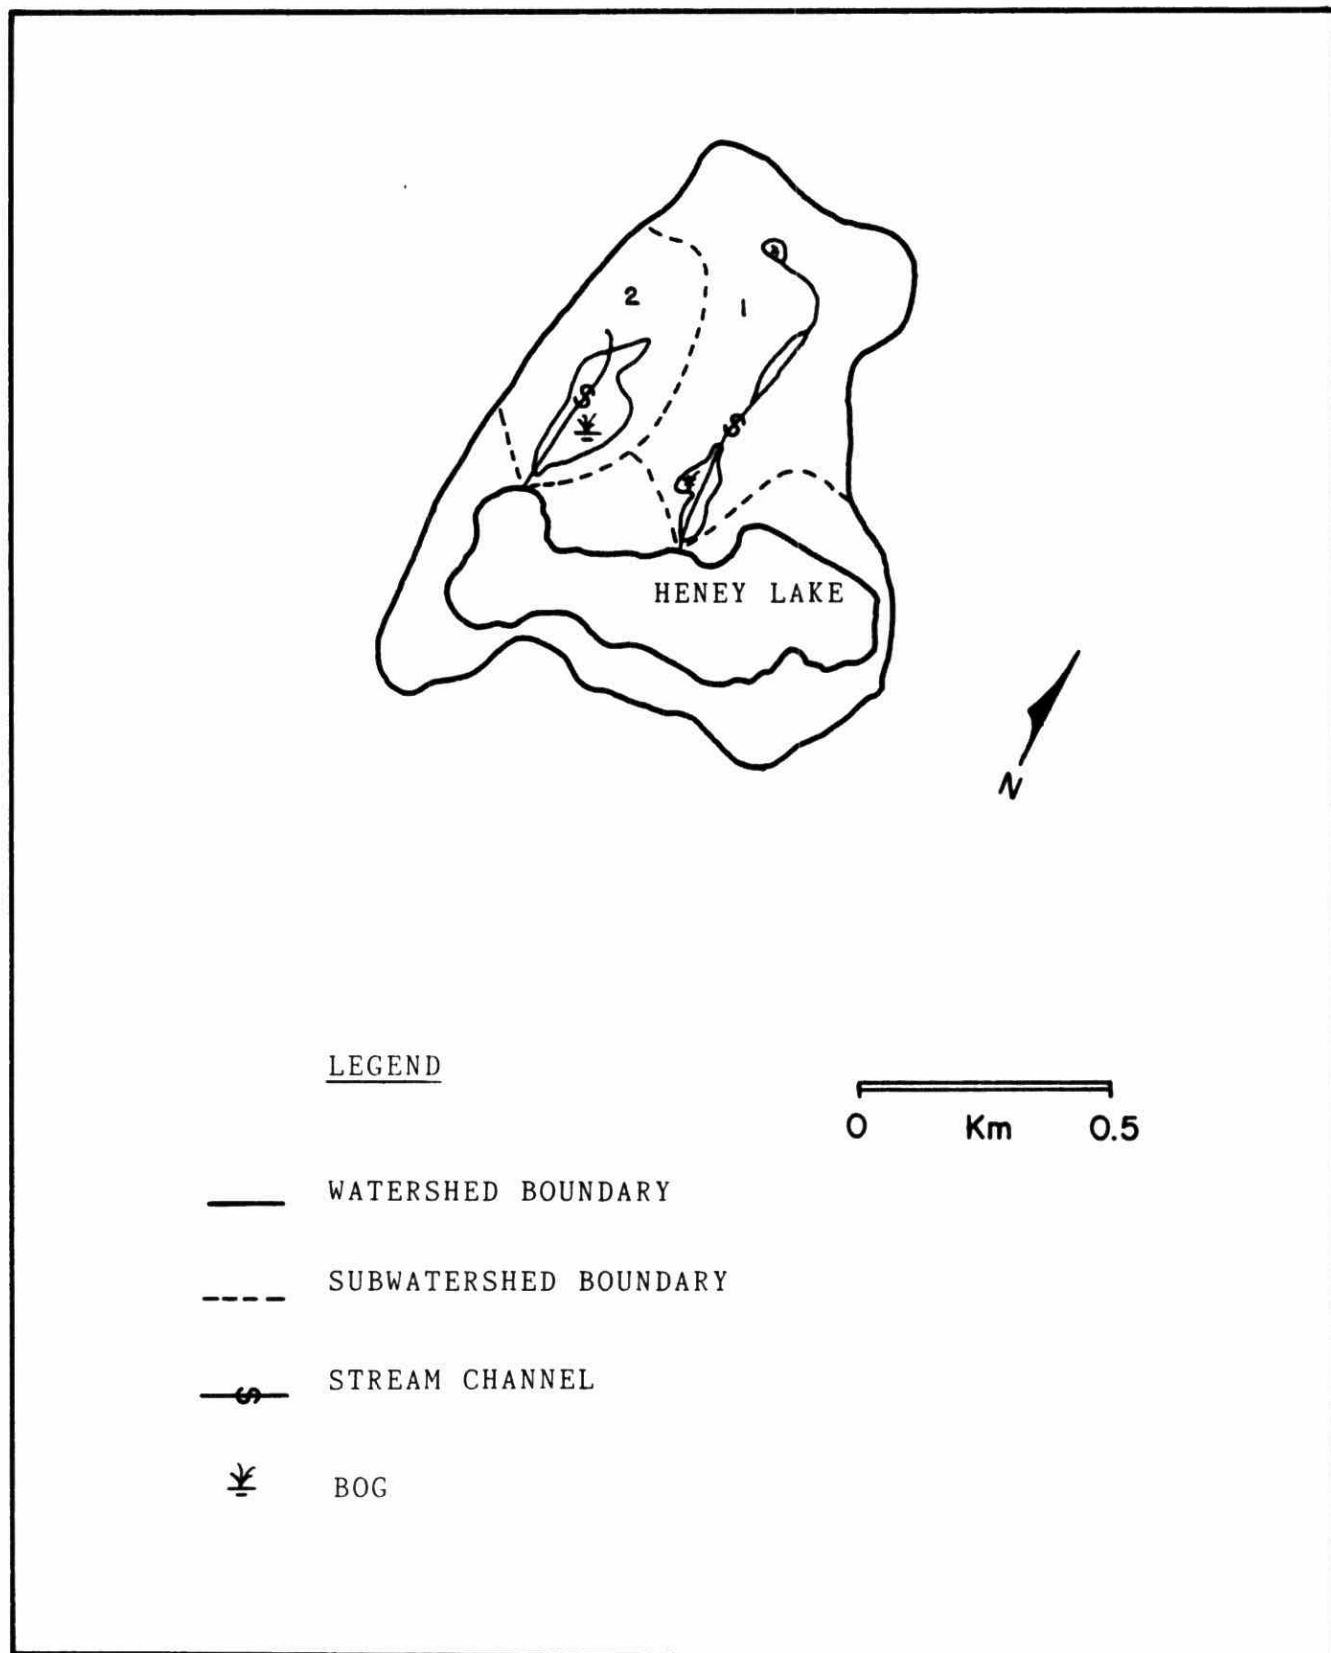 2
1
S
S
HENEY LAKE
N
LEGEND
0 Km 0.5
WATERSHED BOUNDARY
SUBWATERSHED BOUNDARY
S STREAM CHANNEL
BOG